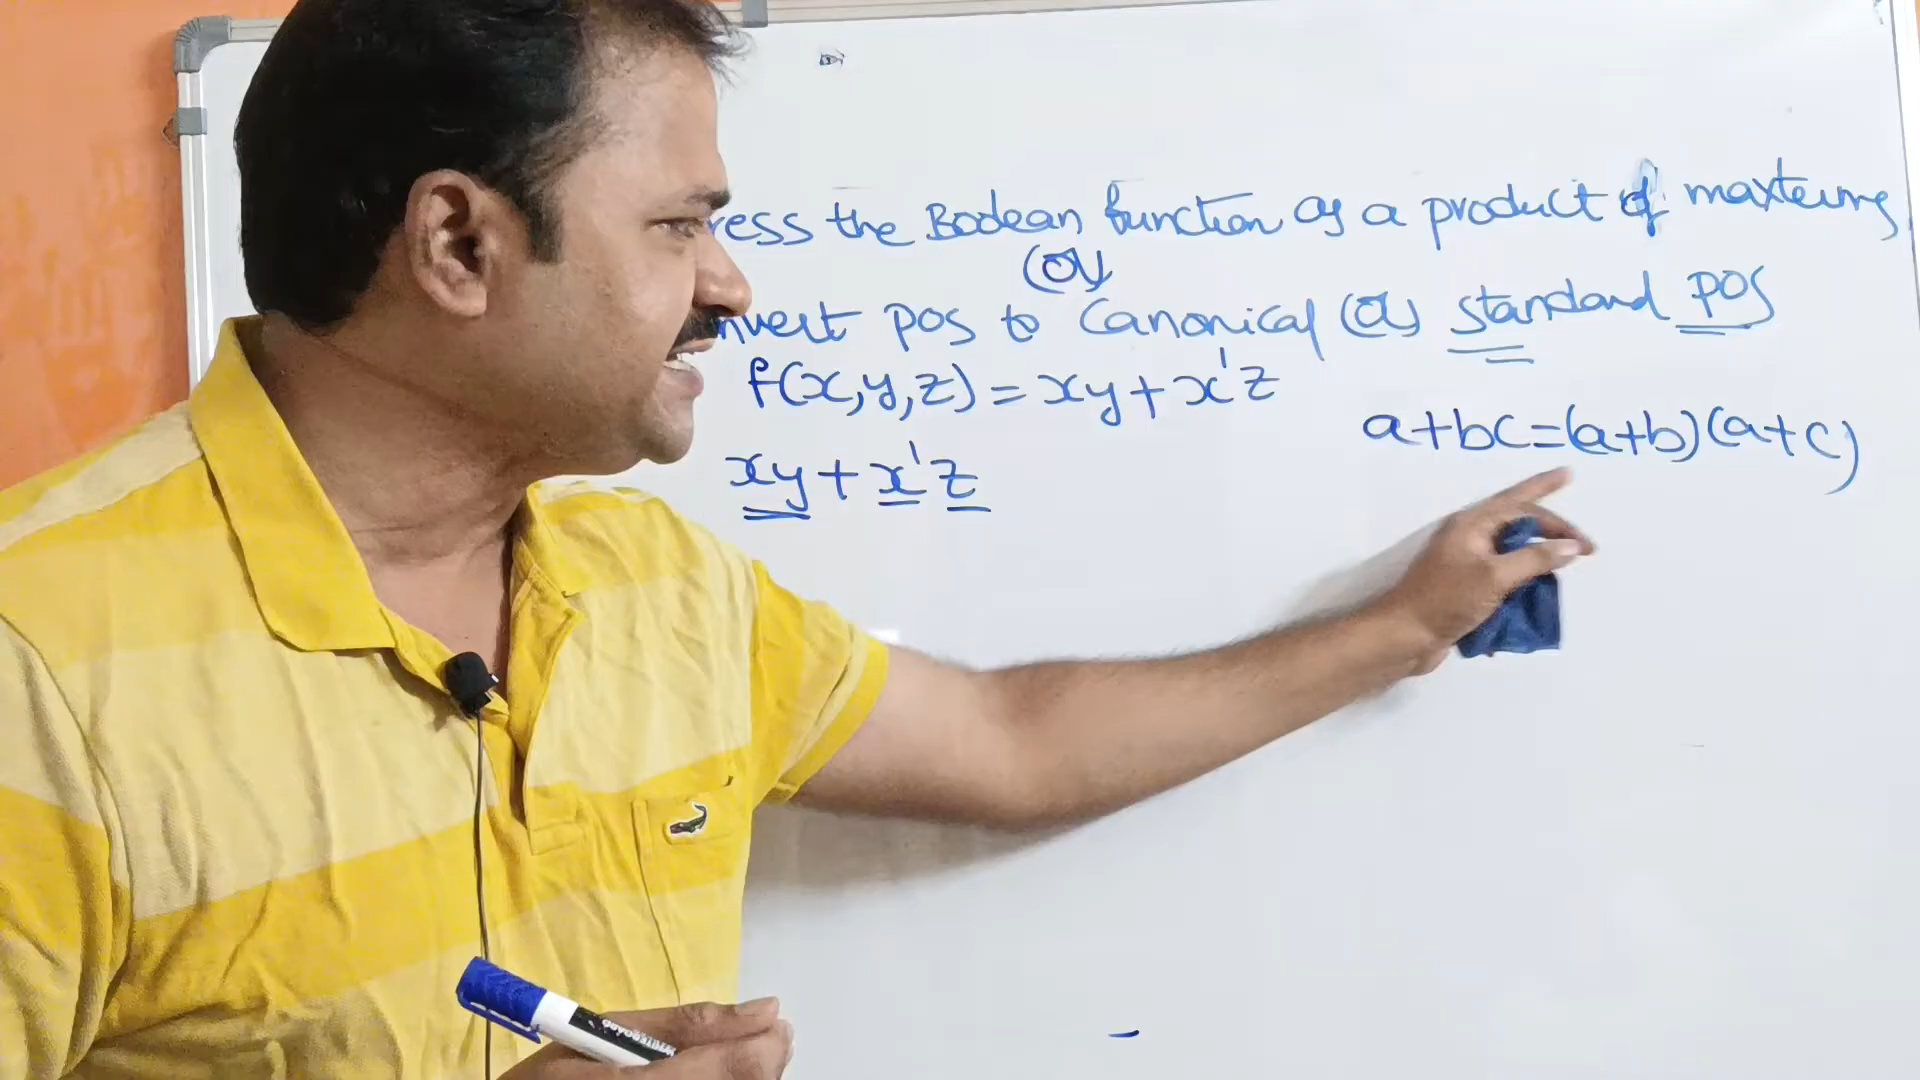 ress the Boolean function as a product of maxterms
(or)
nvert POS to Canonical (or) standard POS
f(x,y,z)=xy+x'z
a+bc=(a+b)(a+c)
xy+x'z
WHITEBOARD